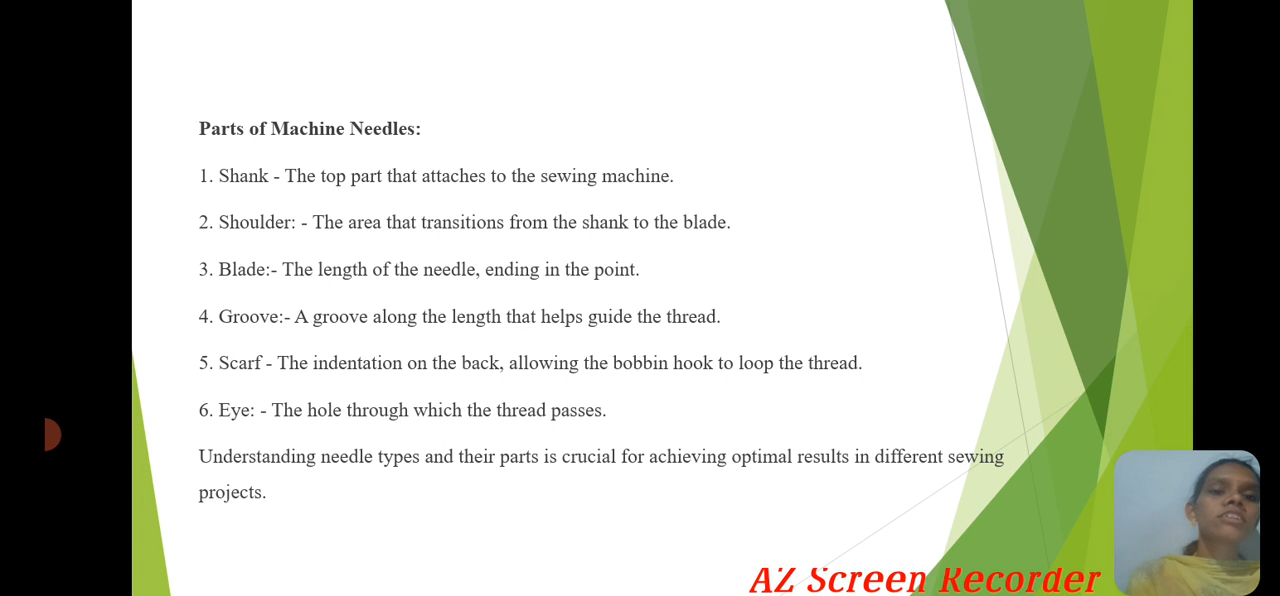 Parts of Machine Needles:
1. Shank - The top part that attaches to the sewing machine.
2. Shoulder: - The area that transitions from the shank to the blade.
3. Blade:- The length of the needle, ending in the point.
4. Groove:- A groove along the length that helps guide the thread.
5. Scarf - The indentation on the back, allowing the bobbin hook to loop the thread.
6. Eye: - The hole through which the thread passes.
Understanding needle types and their parts is crucial for achieving optimal results in different sewing
projects.
AZ Screen Recorder